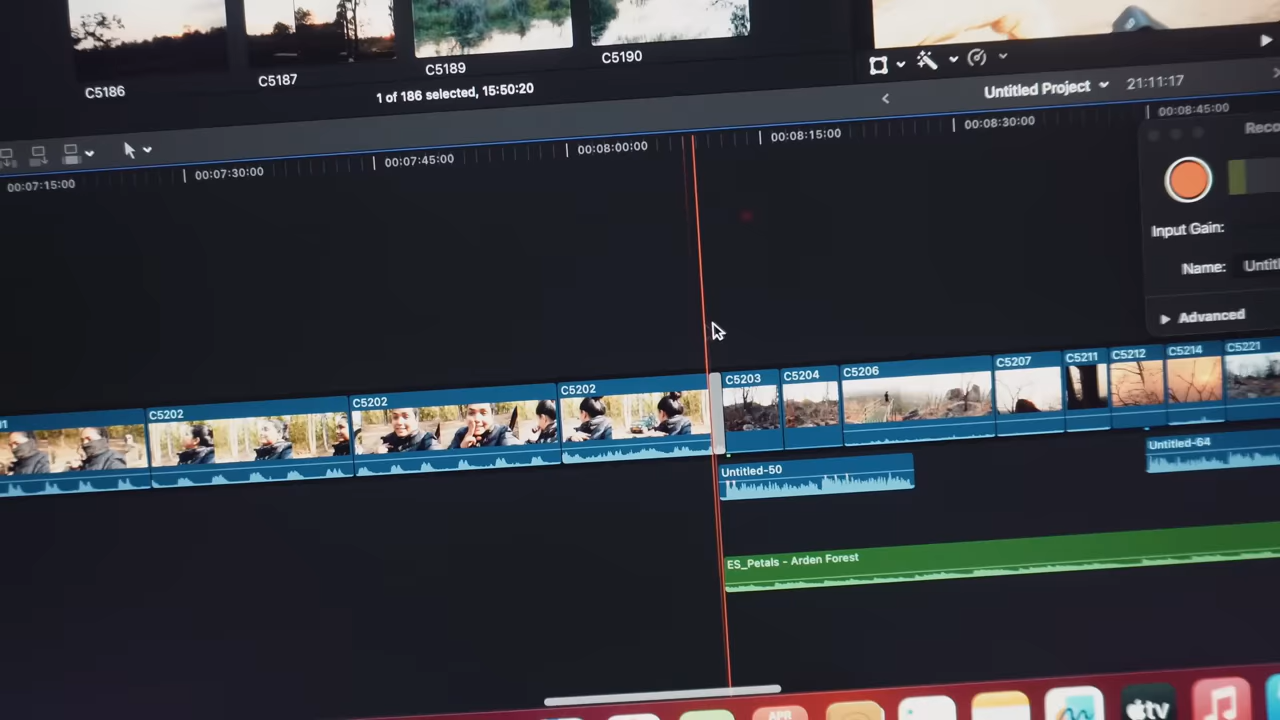 C5186
C5187
C5189
C5190
1 of 186 selected, 15:50:20
Untitled Project
21:11:17
00:07:15:00
00:07:30:00
00:07:45:00
00:08:00:00
00:08:15:00
00:08:30:00
00:08:45:00
Input Gain:
Name:
Advanced
C5202
C5202
C5202
C5203
C5204
C5206
C5207
C5211
C5212
C5214
C5221
Untitled-50
Untitled-64
ES_Petals - Arden Forest
APR
tv